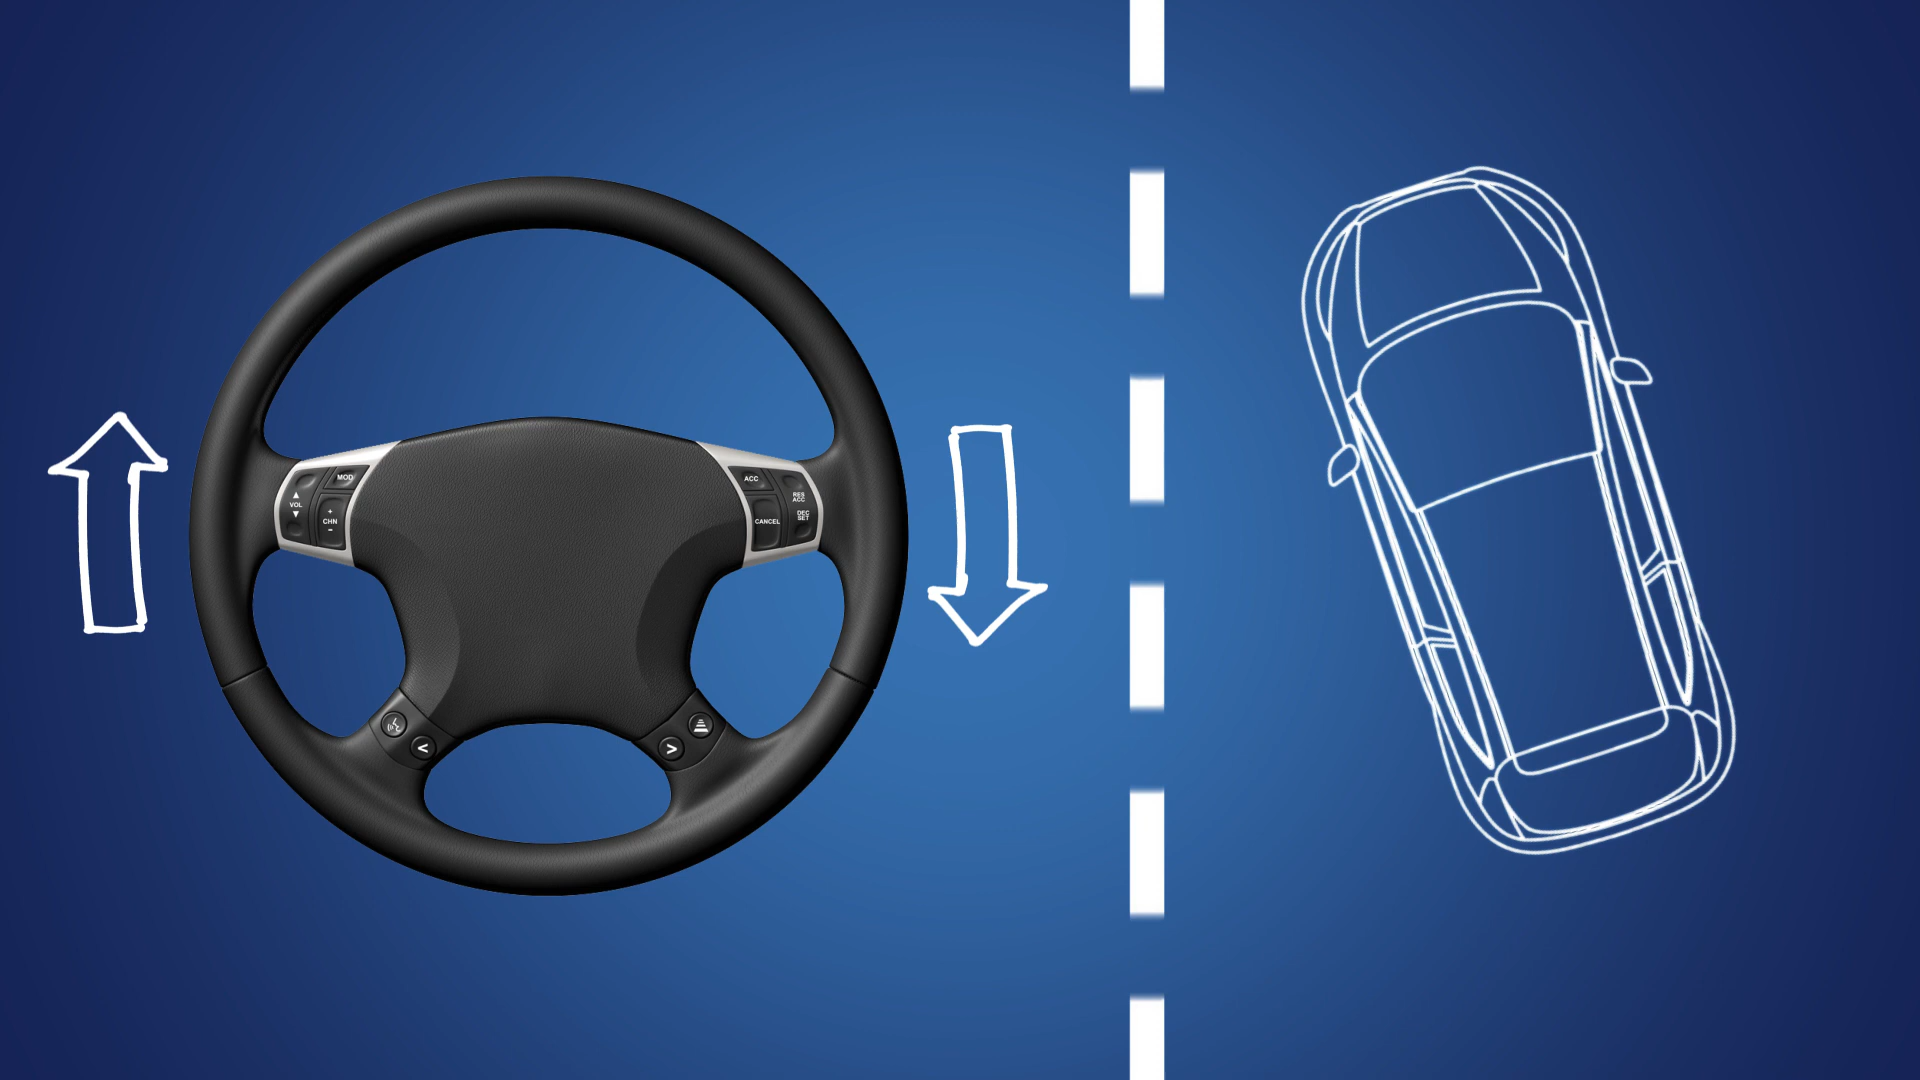 MOD
VOL
+
CHN
-
ACC
RES
ACC
CANCEL
DEC
SET
<
>